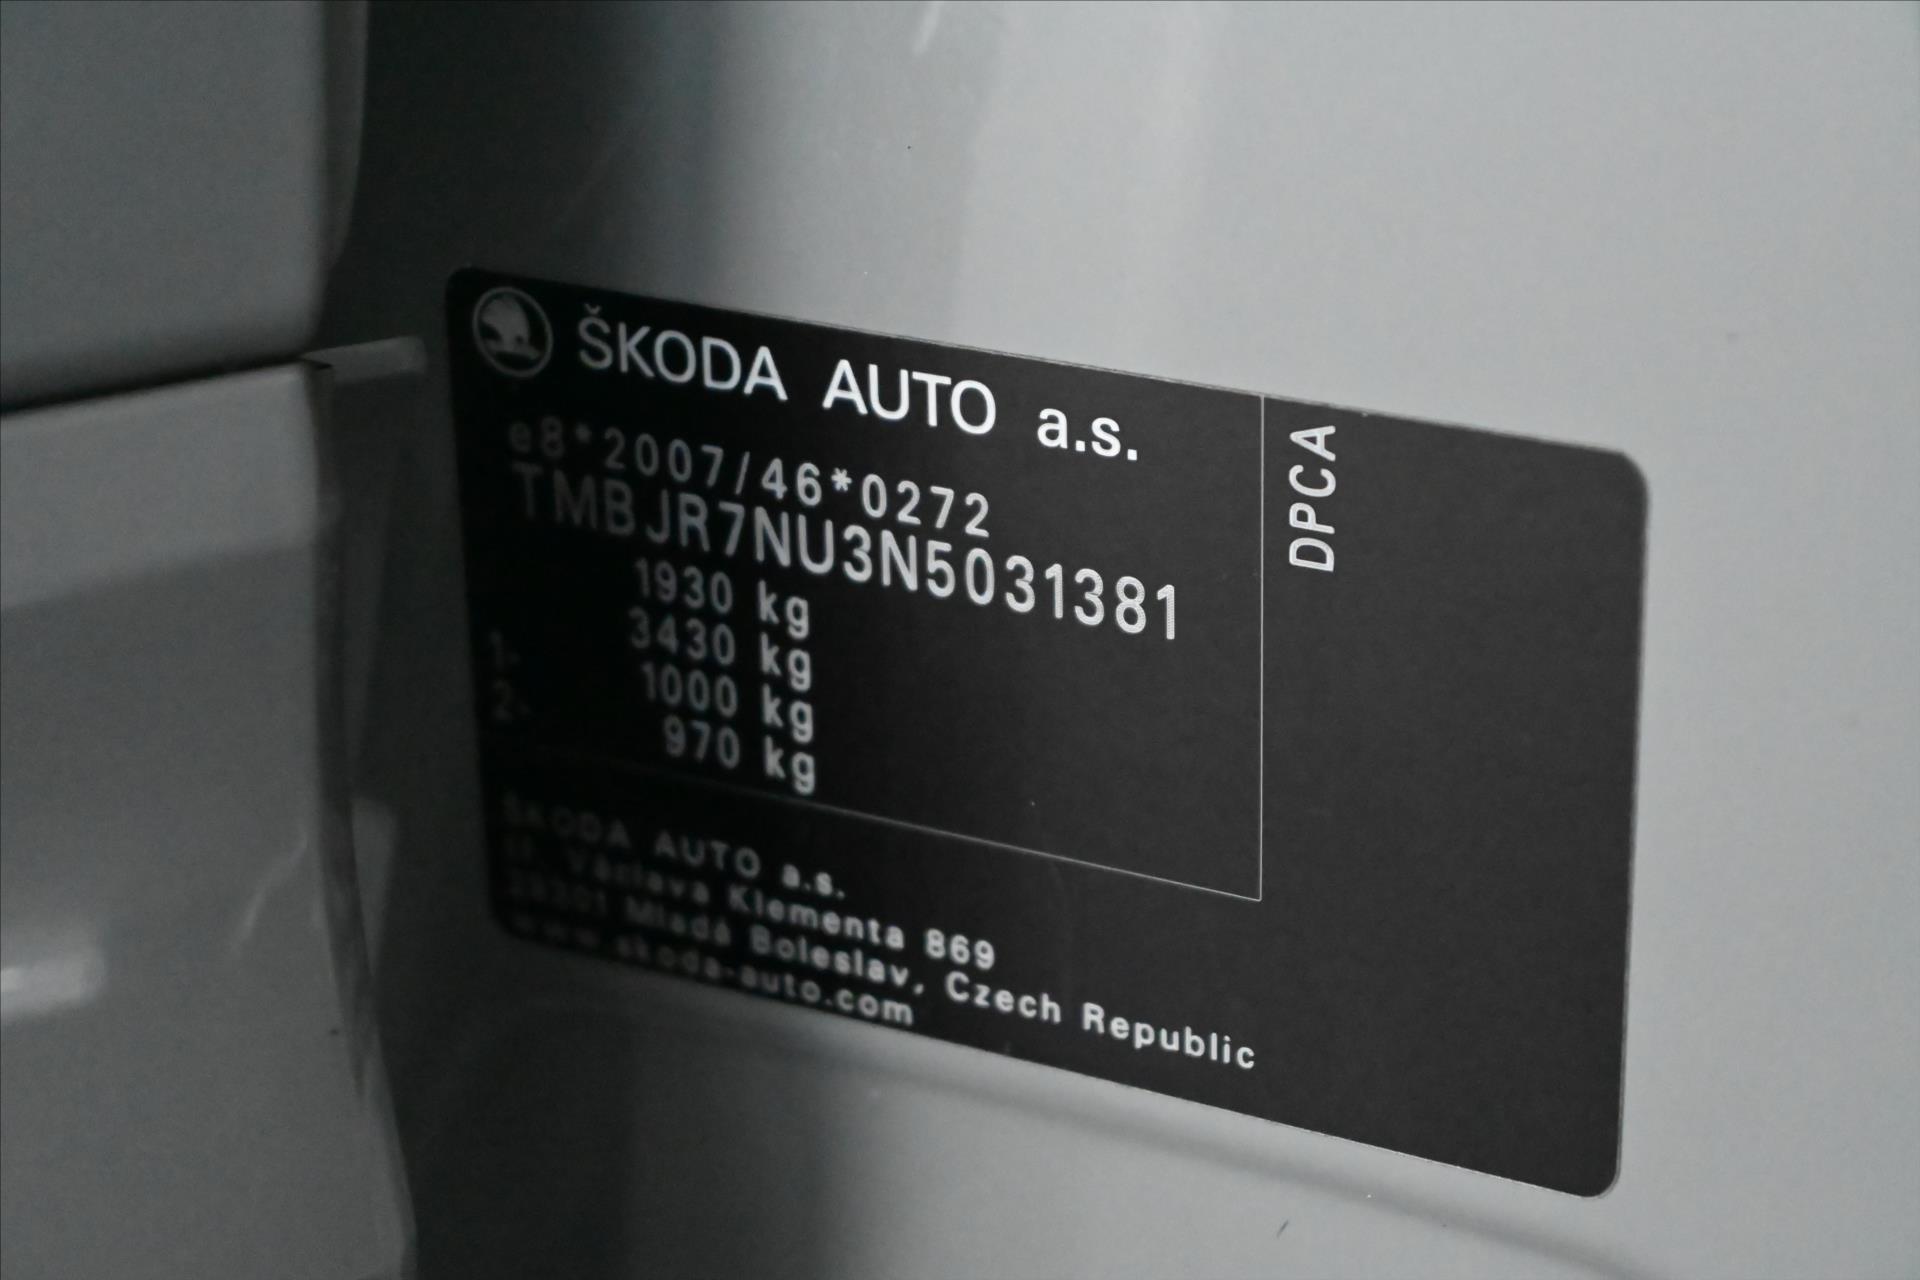 ŠKODA AUTO a.s.
e8*2007/46*0272
TMBJR7NU3N5031381
1930 kg
3430 kg
1- 1000 kg
2- 970 kg
DPCA
ŠKODA AUTO a.s.
tř. Václava Klementa 869
29301 Mladá Boleslav, Czech Republic
www.skoda-auto.com